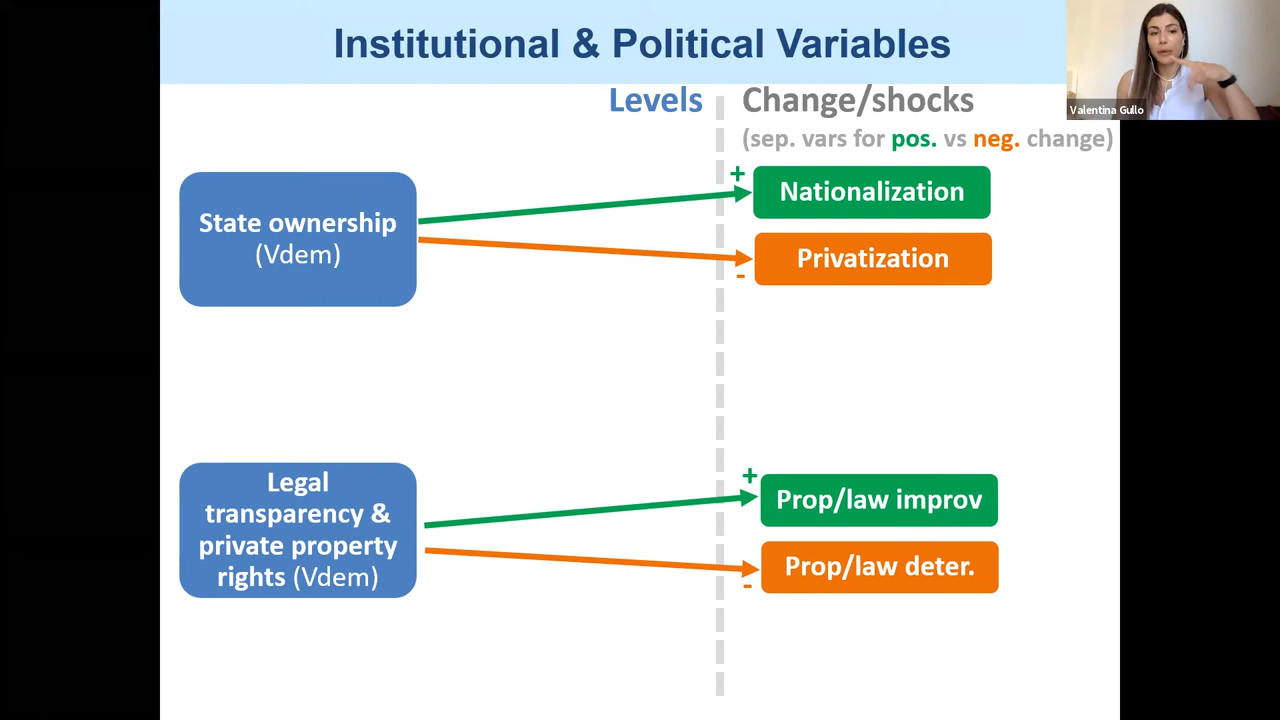 Institutional & Political Variables
Valentina Gullo
Levels
Change/shocks
(sep. vars for pos. vs neg. change)
State ownership
(Vdem)
+
Nationalization
Privatization
-
Legal
transparency &
private property
rights (Vdem)
+
Prop/law improv
Prop/law deter.
-